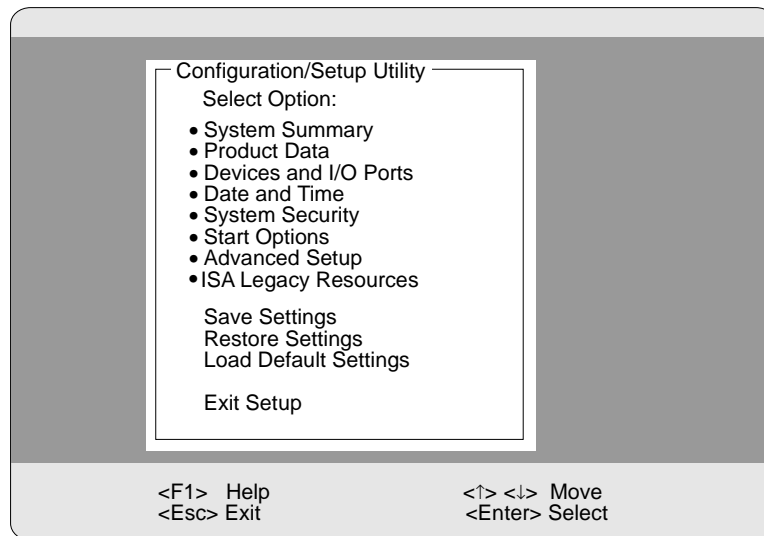 Configuration/Setup Utility
Select Option:
• System Summary
• Product Data
• Devices and I/O Ports
• Date and Time
• System Security
• Start Options
• Advanced Setup
• ISA Legacy Resources
Save Settings
Restore Settings
Load Default Settings
Exit Setup
<F1> Help <↑> <↓> Move
<Esc> Exit <Enter> Select